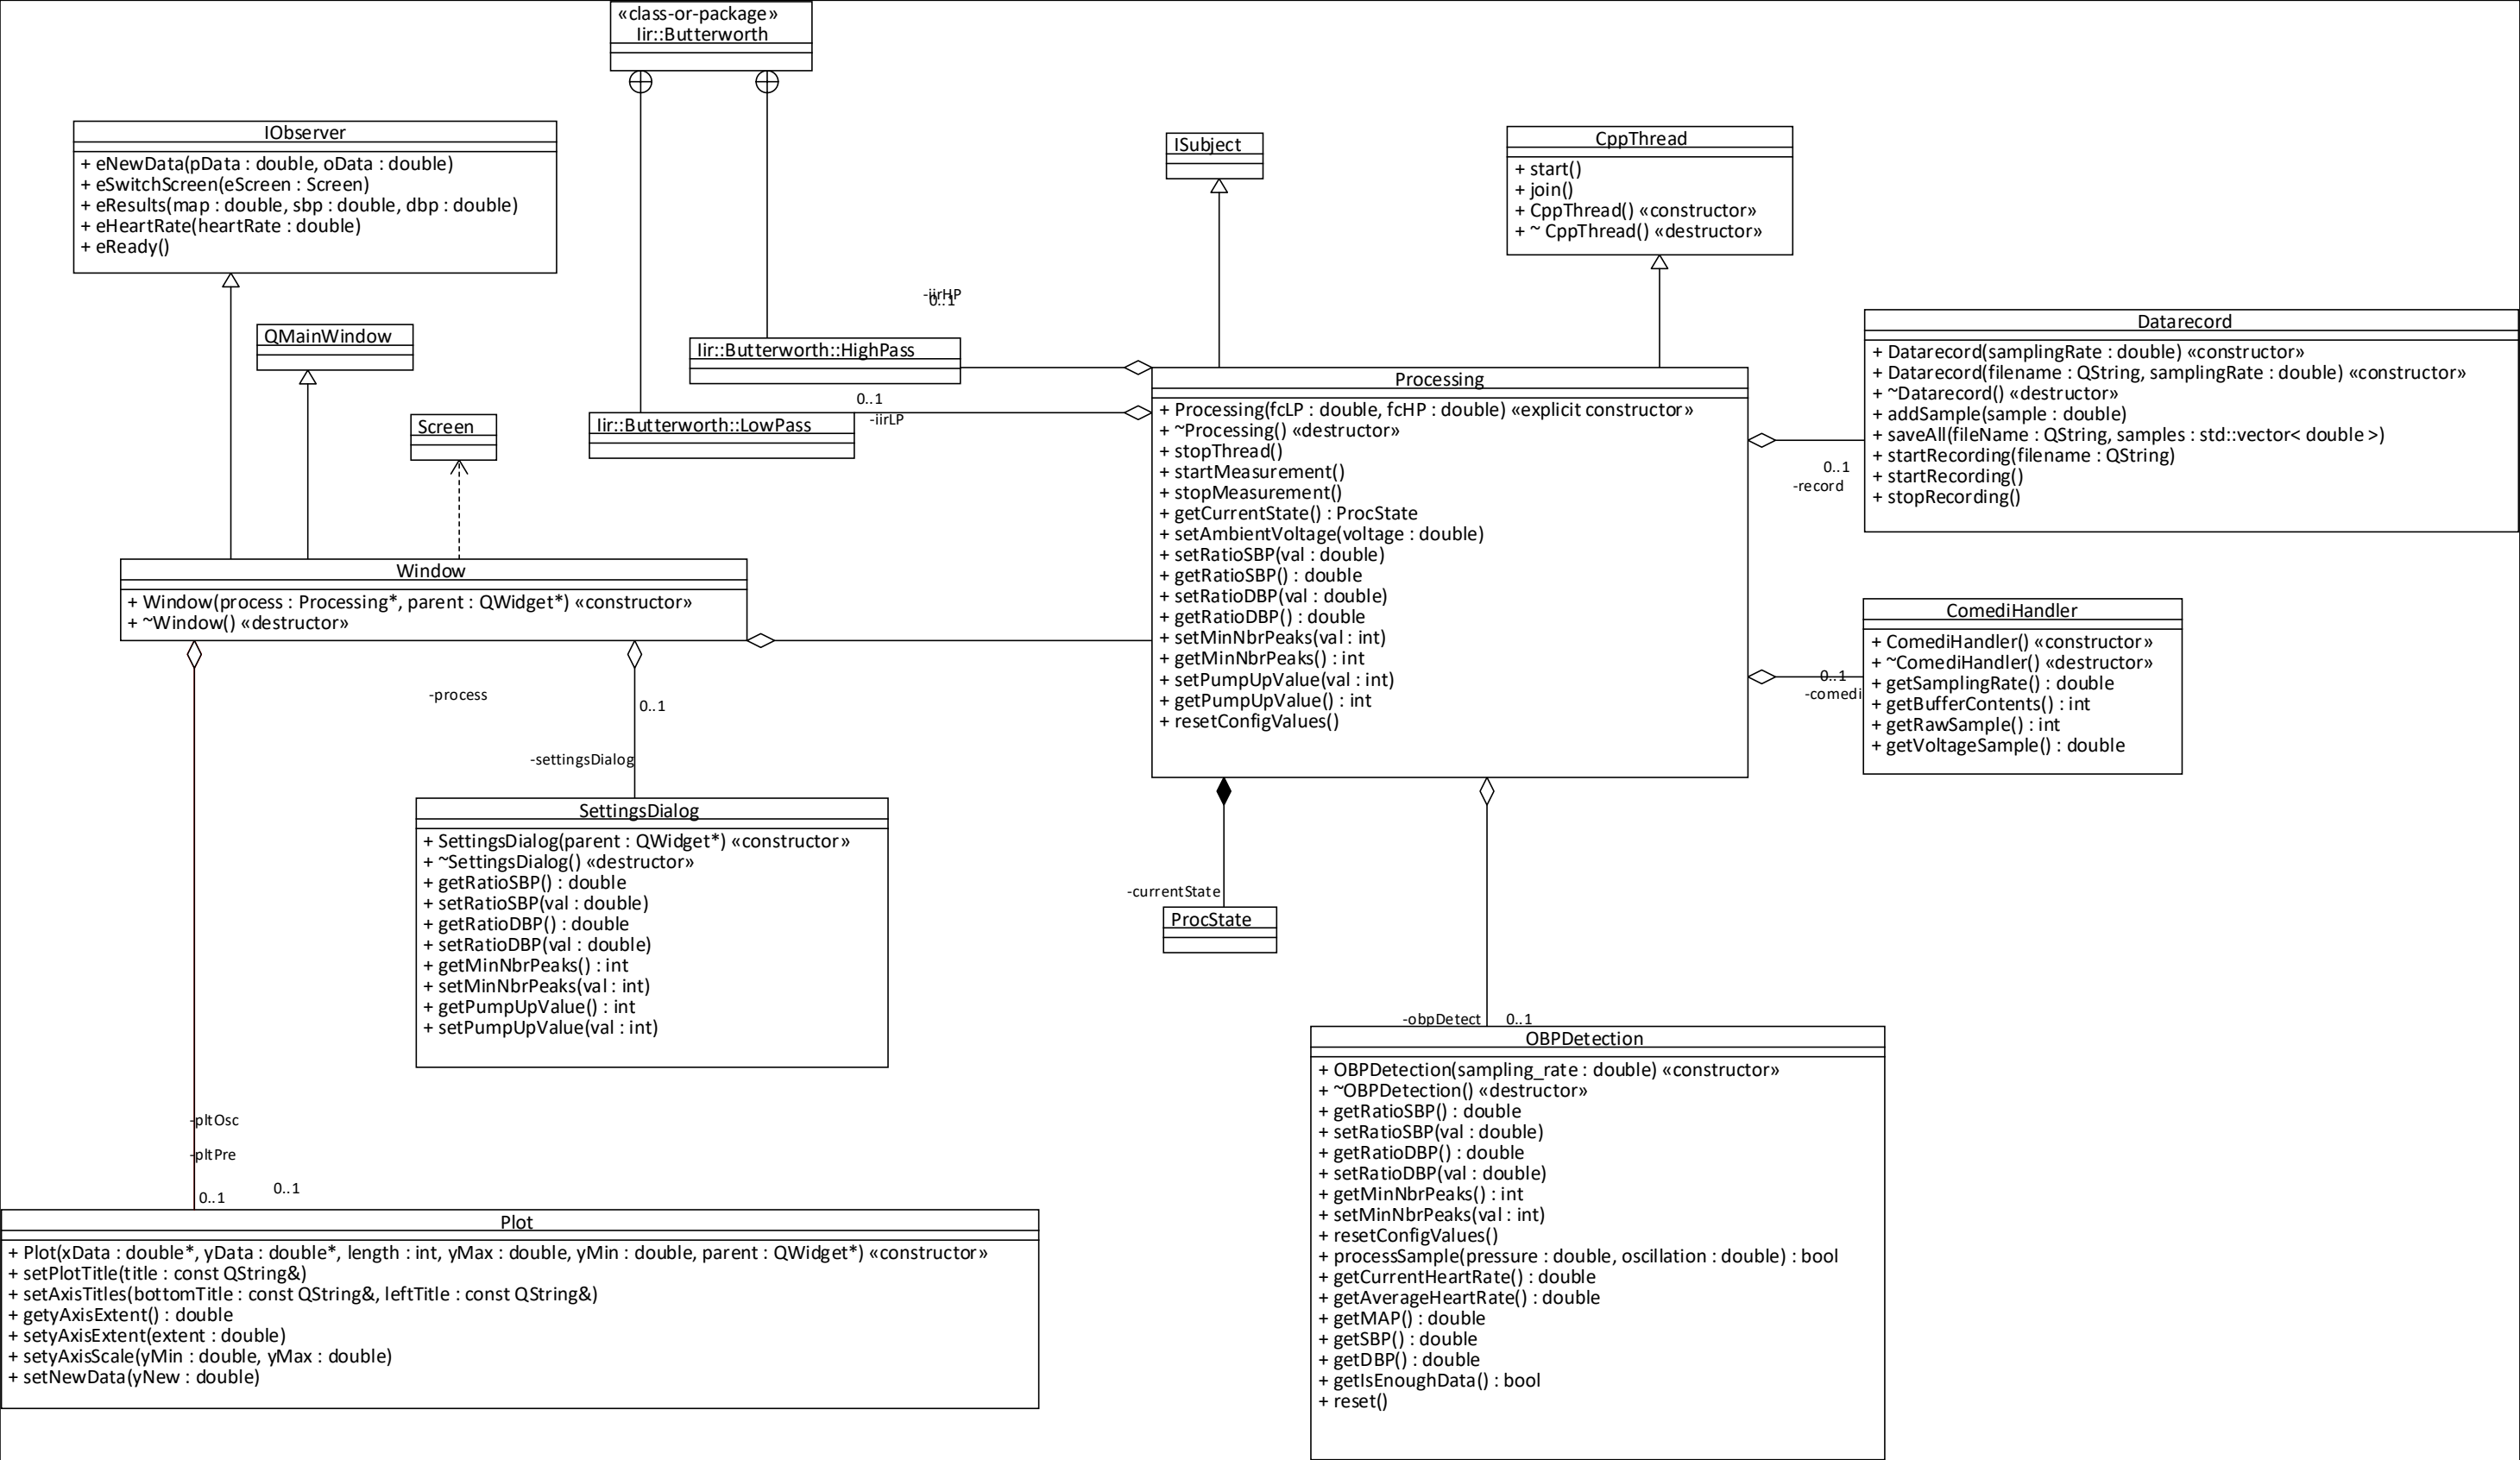 «class-or-package»
Iir::Butterworth
IObserver
+ eNewData(pData : double, oData : double)
+ eSwitchScreen(eScreen : Screen)
+ eResults(map : double, sbp : double, dbp : double)
+ eHeartRate(heartRate : double)
+ eReady()
ISubject
CppThread
+ start()
+ join()
+ CppThread() «constructor»
+ ~ CppThread() «destructor»
QMainWindow
Screen
-iirHP
0..1
Iir::Butterworth::HighPass
0..1
-iirLP
Iir::Butterworth::LowPass
Processing
+ Processing(fcLP : double, fcHP : double) «explicit constructor»
+ ~Processing() «destructor»
+ stopThread()
+ startMeasurement()
+ stopMeasurement()
+ getCurrentState() : ProcState
+ setAmbientVoltage(voltage : double)
+ setRatioSBP(val : double)
+ getRatioSBP() : double
+ setRatioDBP(val : double)
+ getRatioDBP() : double
+ setMinNbrPeaks(val : int)
+ getMinNbrPeaks() : int
+ setPumpUpValue(val : int)
+ getPumpUpValue() : int
+ resetConfigValues()
Datarecord
+ Datarecord(samplingRate : double) «constructor»
+ Datarecord(filename : QString, samplingRate : double) «constructor»
+ ~Datarecord() «destructor»
+ addSample(sample : double)
+ saveAll(fileName : QString, samples : std::vector< double >)
+ startRecording(filename : QString)
+ startRecording()
+ stopRecording()
0..1
-record
Window
+ Window(process : Processing*, parent : QWidget*) «constructor»
+ ~Window() «destructor»
ComediHandler
+ ComediHandler() «constructor»
+ ~ComediHandler() «destructor»
+ getSamplingRate() : double
+ getBufferContents() : int
+ getRawSample() : int
+ getVoltageSample() : double
0..1
-comedi
-process
0..1
-settingsDialog
SettingsDialog
+ SettingsDialog(parent : QWidget*) «constructor»
+ ~SettingsDialog() «destructor»
+ getRatioSBP() : double
+ setRatioSBP(val : double)
+ getRatioDBP() : double
+ setRatioDBP(val : double)
+ getMinNbrPeaks() : int
+ setMinNbrPeaks(val : int)
+ getPumpUpValue() : int
+ setPumpUpValue(val : int)
-currentState
ProcState
-obpDetect
0..1
OBPDetection
+ OBPDetection(sampling_rate : double) «constructor»
+ ~OBPDetection() «destructor»
+ getRatioSBP() : double
+ setRatioSBP(val : double)
+ getRatioDBP() : double
+ setRatioDBP(val : double)
+ getMinNbrPeaks() : int
+ setMinNbrPeaks(val : int)
+ resetConfigValues()
+ processSample(pressure : double, oscillation : double) : bool
+ getCurrentHeartRate() : double
+ getAverageHeartRate() : double
+ getMAP() : double
+ getSBP() : double
+ getDBP() : double
+ getIsEnoughData() : bool
+ reset()
-pltOsc
-pltPre
0..1
0..1
Plot
+ Plot(xData : double*, yData : double*, length : int, yMax : double, yMin : double, parent : QWidget*) «constructor»
+ setPlotTitle(title : const QString&)
+ setAxisTitles(bottomTitle : const QString&, leftTitle : const QString&)
+ getyAxisExtent() : double
+ setyAxisExtent(extent : double)
+ setyAxisScale(yMin : double, yMax : double)
+ setNewData(yNew : double)